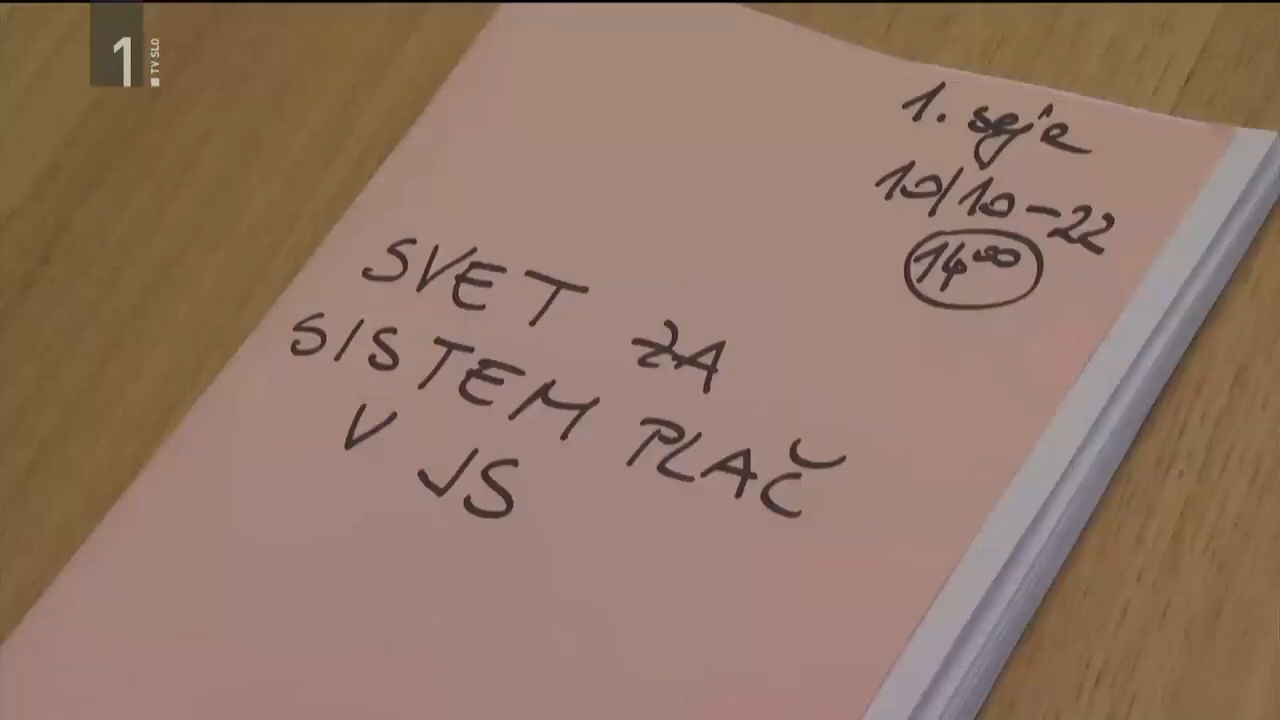 1
TV SLO
1. seja
10/10-22
14⁰⁰
SVET ZA
SISTEM PLAČ
V JS